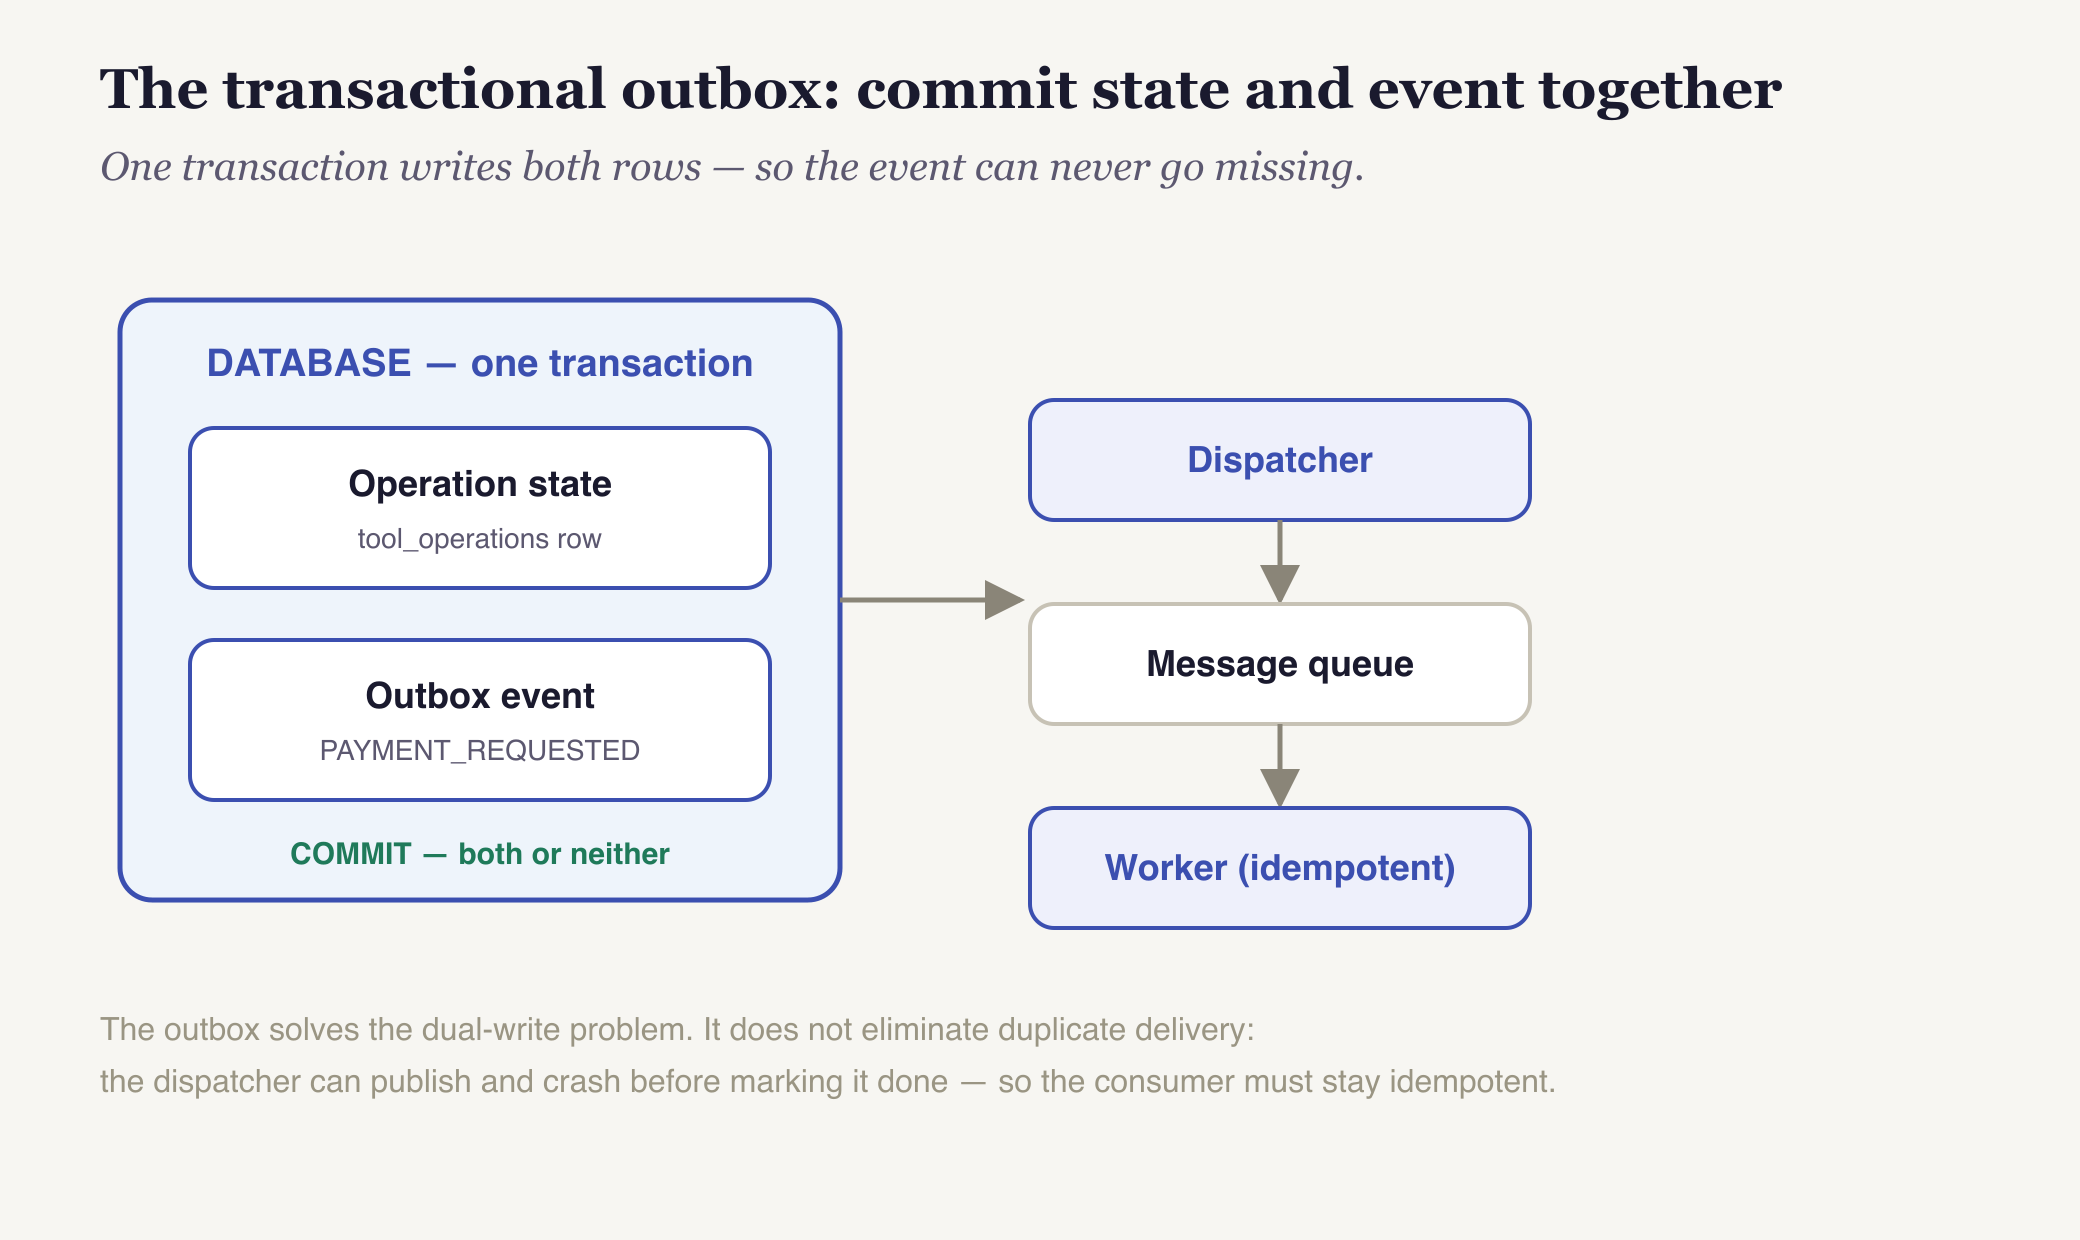 The transactional outbox: commit state and event together
One transaction writes both rows — so the event can never go missing.
DATABASE — one transaction
Operation state
tool_operations row
Outbox event
PAYMENT_REQUESTED
COMMIT — both or neither
Dispatcher
Message queue
Worker (idempotent)
The outbox solves the dual-write problem. It does not eliminate duplicate delivery:
the dispatcher can publish and crash before marking it done — so the consumer must stay idempotent.